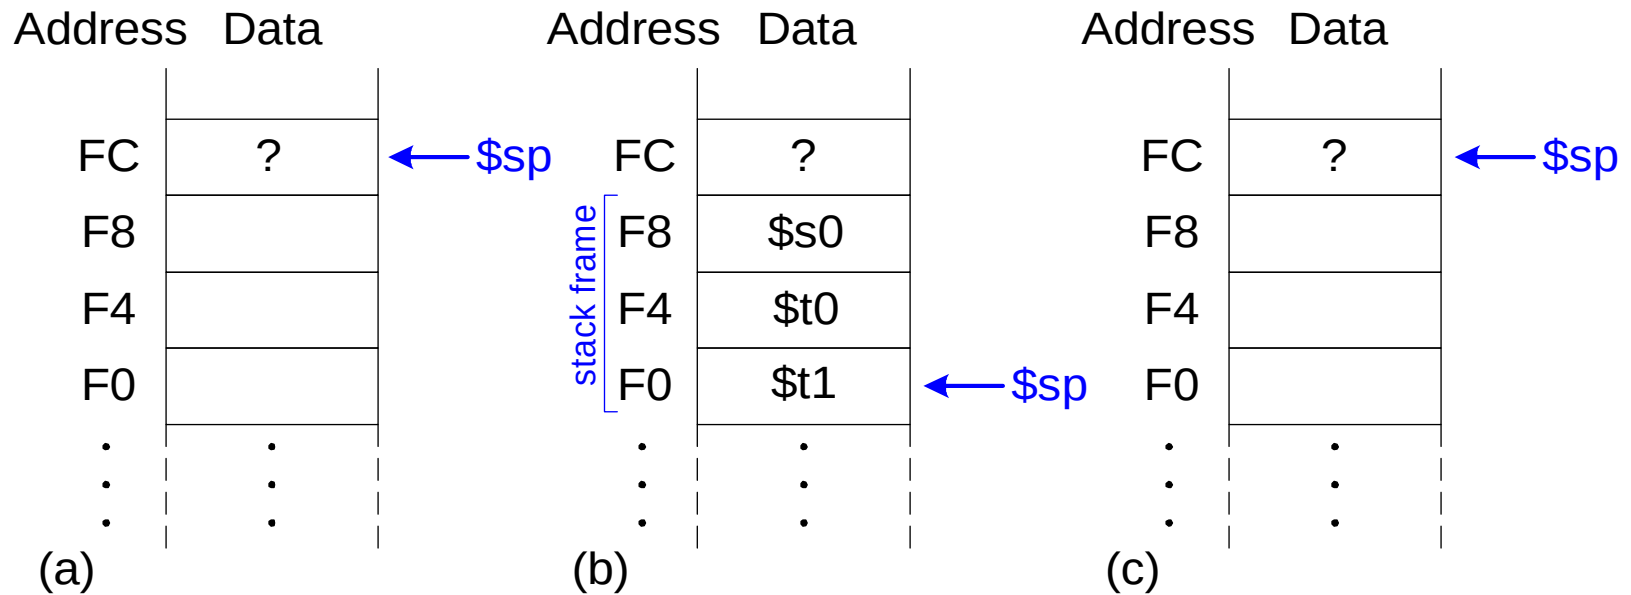 Address Data Address Data Address Data
FC ? $sp FC ? $sp
FC ?
F8 F8 $s0 F8
stack frame
F4 F4 $t0 F4
F0 F0 $t1 $sp F0
(a) (b) (c)